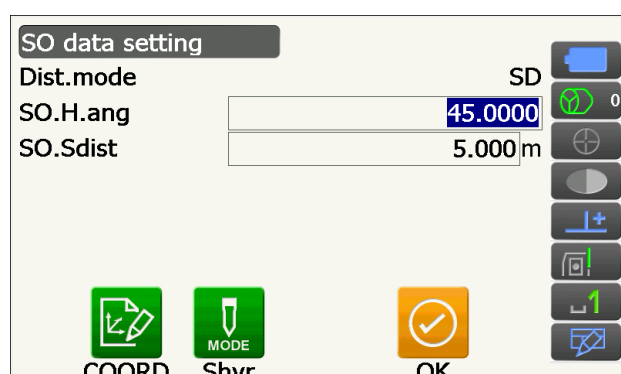 SO data setting
Dist.mode SD
SO.H.ang 45.0000
0
SO.Sdist 5.000 m
1
MODE
COORD Shvr OK